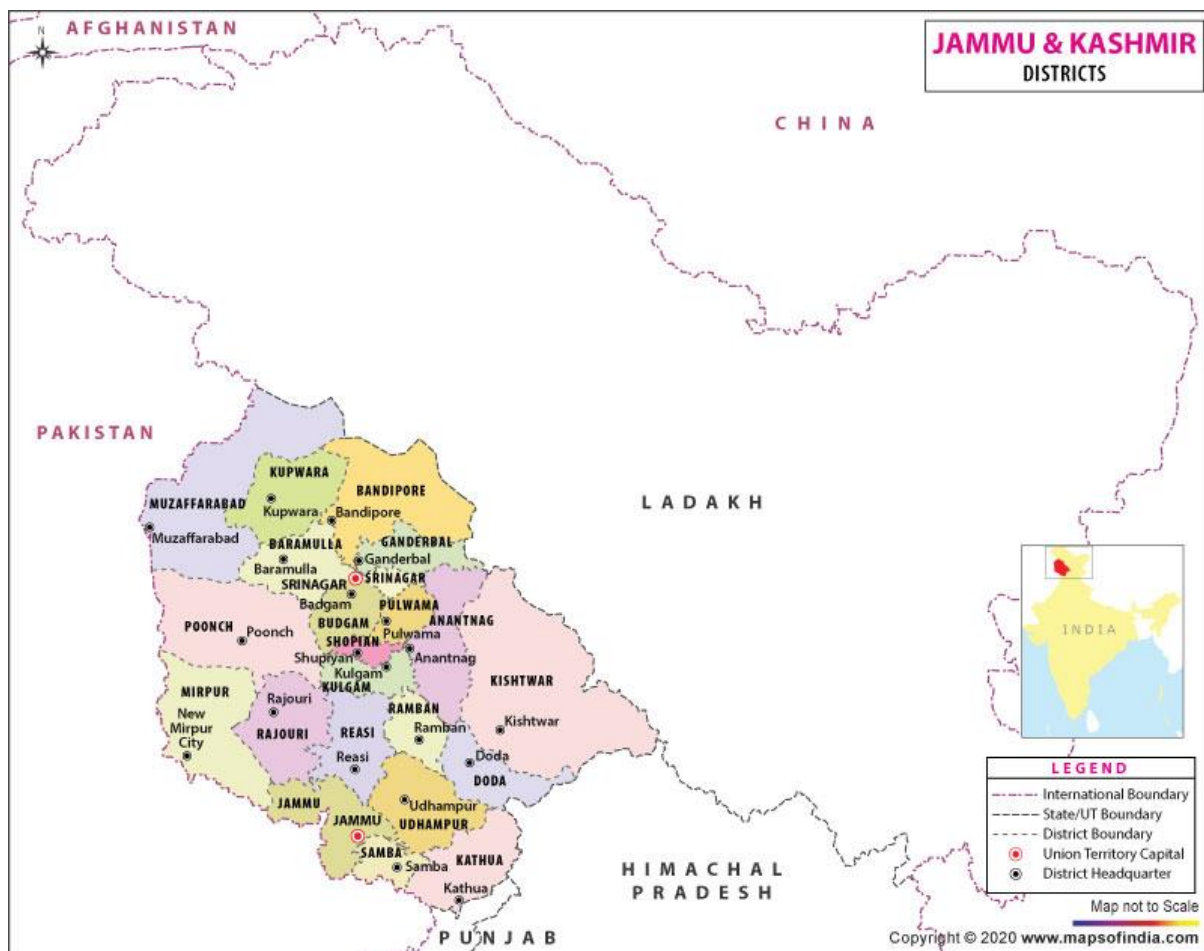 AFGHANISTAN
N
JAMMU & KASHMIR
DISTRICTS
CHINA
PAKISTAN
KUPWARA
BANDIPORE
MUZAFFARABAD
Kupwara
Bandipore
LADAKH
Muzaffarabad
BARAMULLA
GANDERBAL
Baramulla
Ganderbal
SRINAGAR
SRINAGAR
Badgam
PULWAMA
BUDGAM
ANANTNAG
Pulwama
POONCH
Poonch
SHOPIAN
Shupiyan
Anantnag
Kulgam
KULGAM
KISHTWAR
MIRPUR
Rajouri
RAMBAN
New
Mirpur
City
RAJOURI
REASI
Ramban
Kishtwar
Reasi
Doda
DODA
JAMMU
Udhampur
JAMMU
UDHAMPUR
SAMBA
Samba
KATHUA
Kathua
HIMACHAL
PRADESH
PUNJAB
INDIA
LEGEND
International Boundary
State/UT Boundary
District Boundary
Union Territory Capital
District Headquarter
Map not to Scale
Copyright © 2020 www.mapsofindia.com